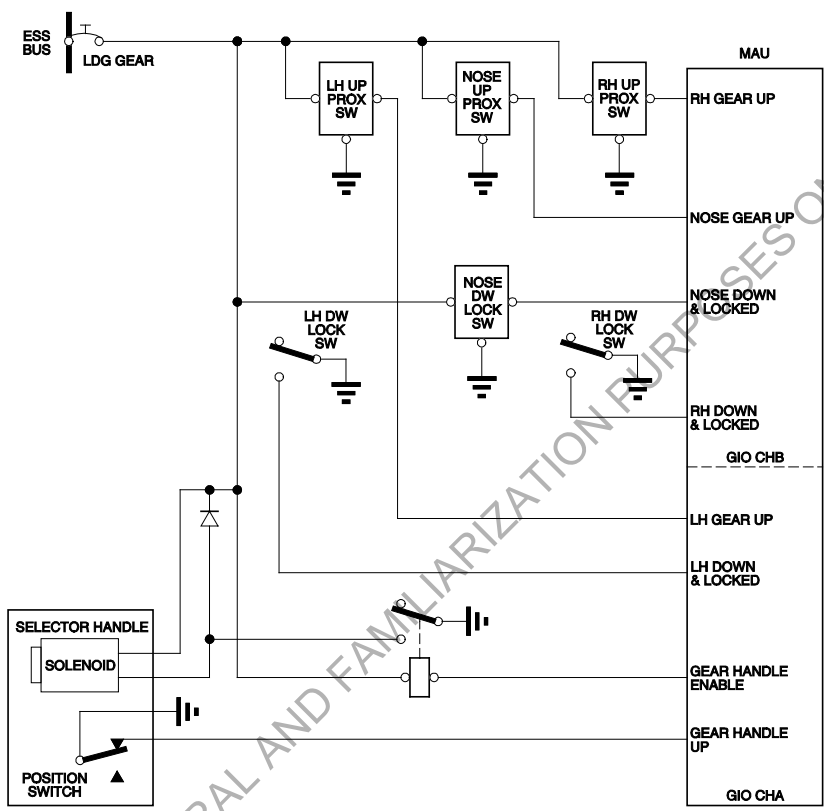 ESS
BUS
LDG GEAR
MAU
LH UP
PROX
SW
NOSE
UP
PROX
SW
RH UP
PROX
SW
RH GEAR UP
NOSE GEAR UP
NOSE
DW
LOCK
SW
NOSE DOWN
& LOCKED
LH DW
LOCK
SW
RH DW
LOCK
SW
RH DOWN
& LOCKED
GIO CHB
LH GEAR UP
LH DOWN
& LOCKED
SELECTOR HANDLE
SOLENOID
GEAR HANDLE
ENABLE
GEAR HANDLE
UP
POSITION
SWITCH
GIO CHA
AND FAMILIARIZATION PURPOSES